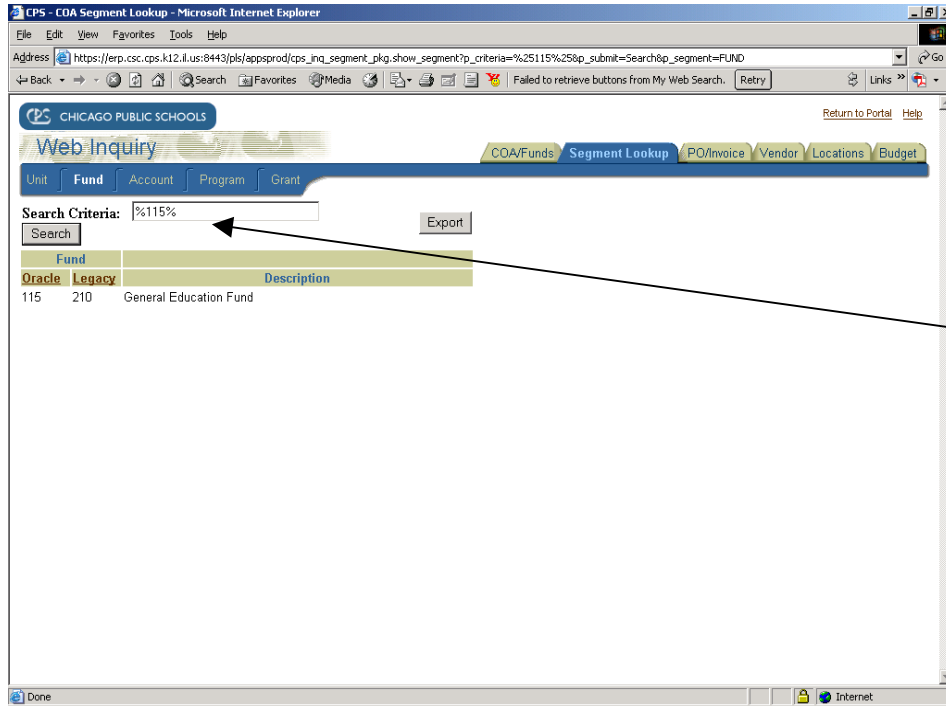 CPS - COA Segment Lookup - Microsoft Internet Explorer
File Edit View Favorites Tools Help
Address https://erp.csc.cps.k12.il.us:8443/pls/appsprod/cps_inq_segment_pkg.show_segment?p_criteria=%25115%25&p_submit=Search&p_segment=FUND Go
Back Search Favorites Media Failed to retrieve buttons from My Web Search. Retry Links »
CPS CHICAGO PUBLIC SCHOOLS Return to Portal Help
Web Inquiry
COA/Funds Segment Lookup PO/Invoice Vendor Locations Budget
Unit Fund Account Program Grant
Search Criteria: %115%
Search Export
Fund
Oracle Legacy Description
115 210 General Education Fund
Done Internet